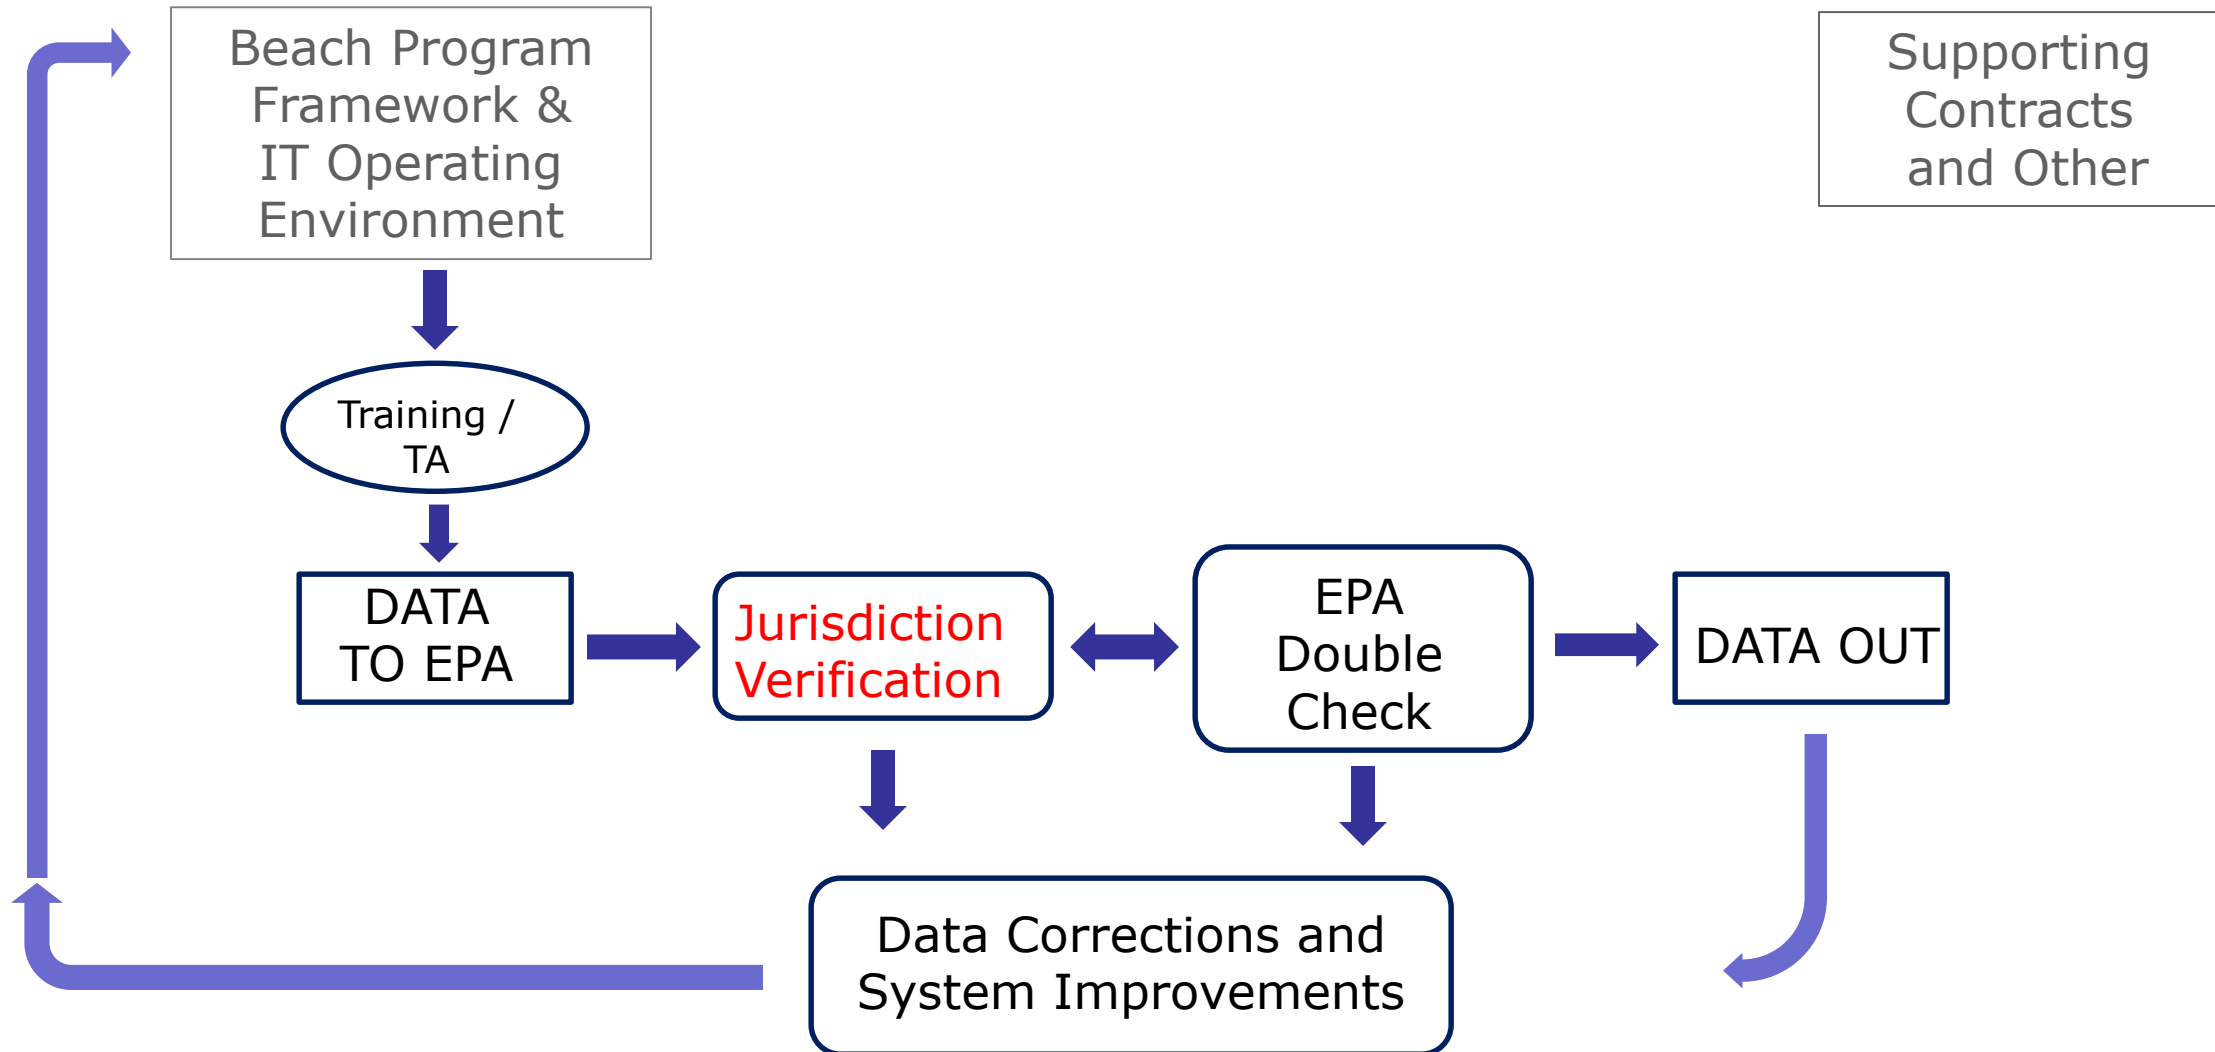 Beach Program
Framework &
IT Operating
Environment
Supporting
Contracts
and Other
Training /
TA
DATA
TO EPA
Jurisdiction
Verification
EPA
Double
Check
DATA OUT
Data Corrections and
System Improvements